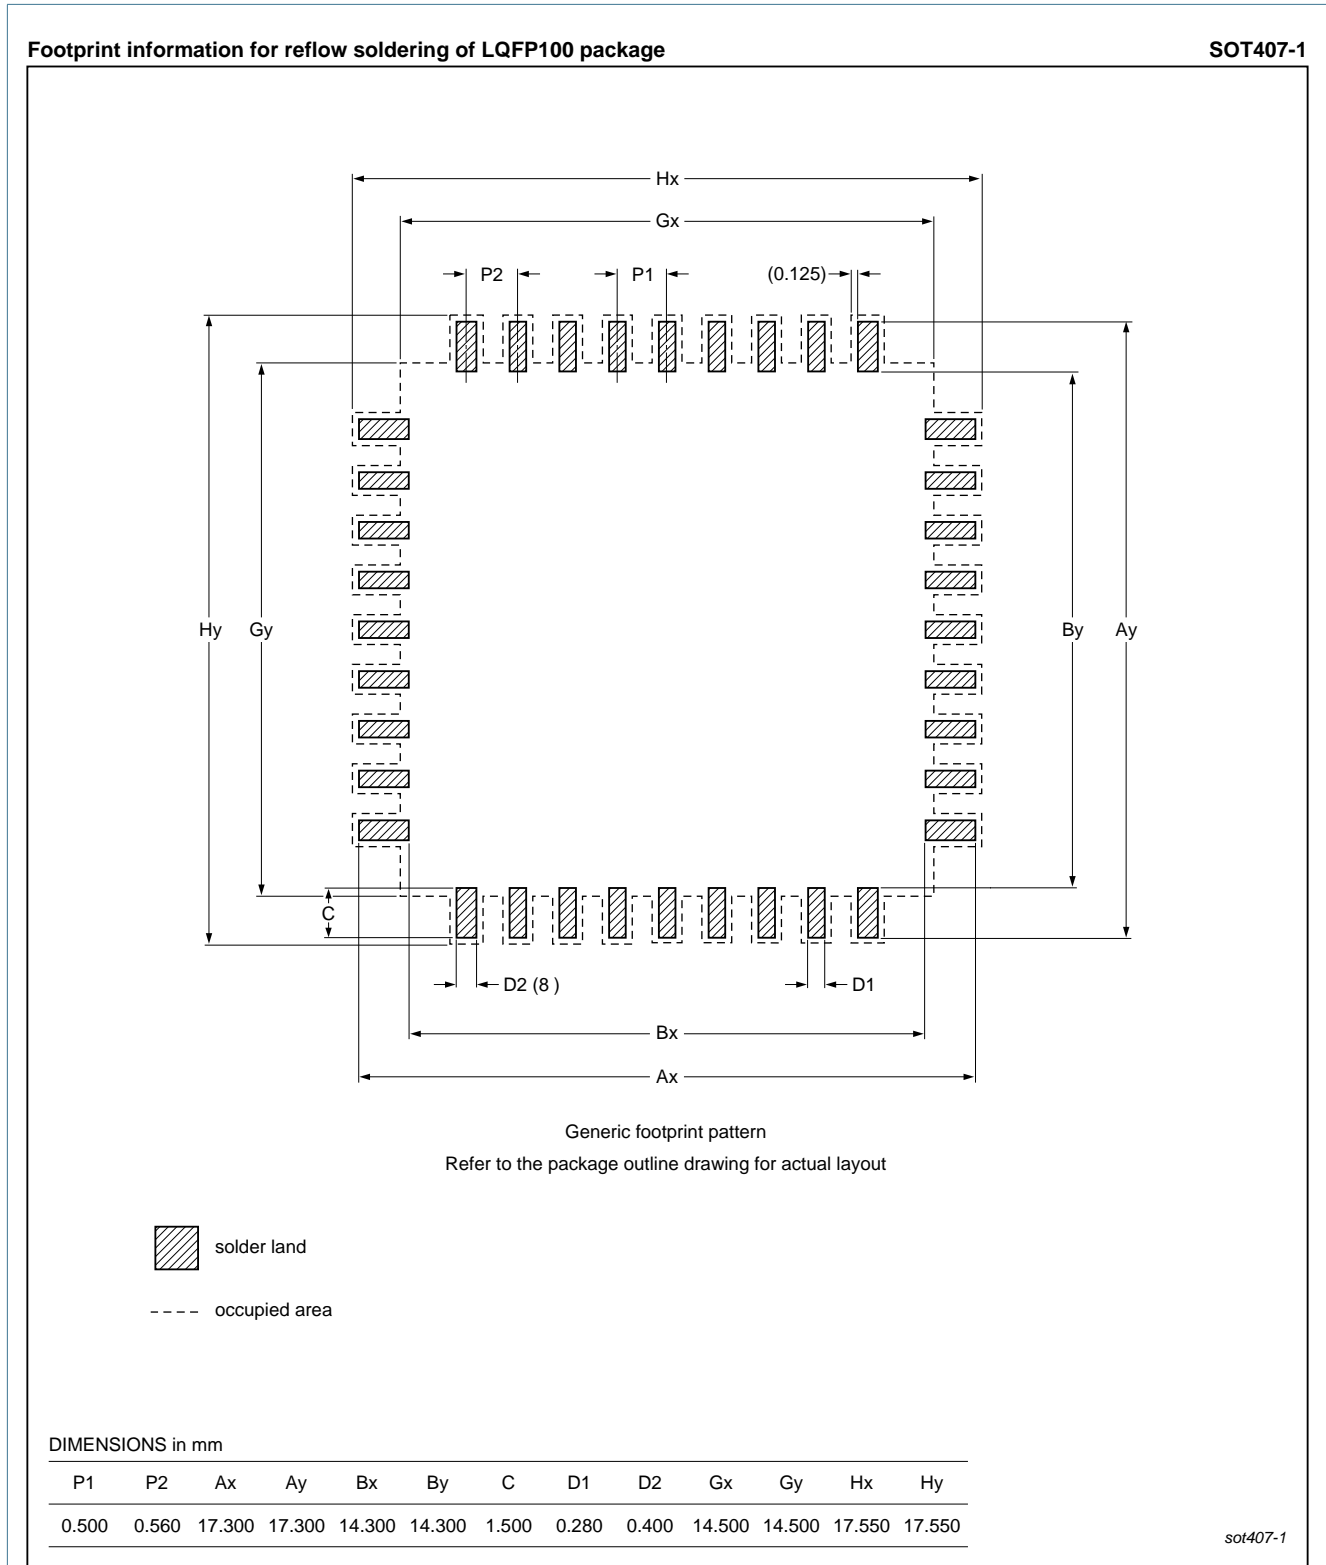 Footprint information for reflow soldering of LQFP100 package SOT407-1
Hx
Gx
P2 P1 (0.125)
Hy Gy By Ay
C
D2 (8 ) D1
Bx
Ax
Generic footprint pattern
Refer to the package outline drawing for actual layout
solder land
occupied area
DIMENSIONS in mm
P1 P2 Ax Ay Bx By C D1 D2 Gx Gy Hx Hy
0.500 0.560 17.300 17.300 14.300 14.300 1.500 0.280 0.400 14.500 14.500 17.550 17.550
sot407-1